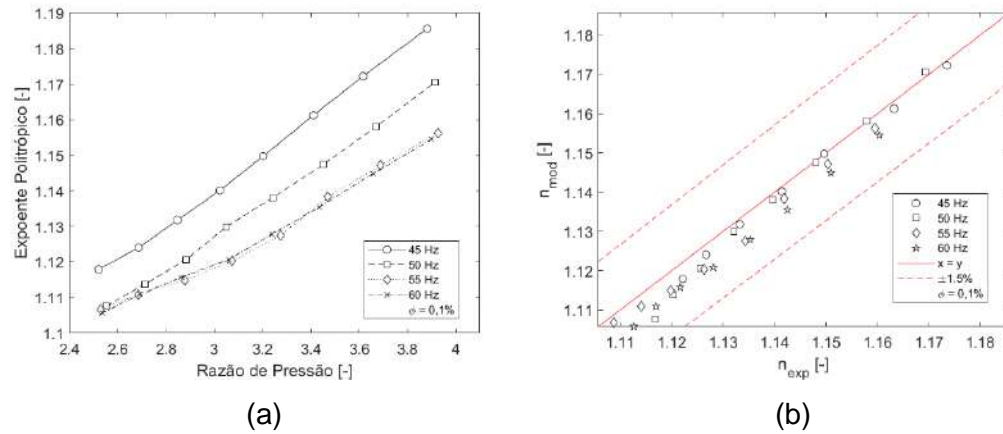 Expoente Politrópico [-]
1.19
1.18
1.17
1.16
1.15
1.14
1.13
1.12
1.11
1.1
2.4 2.6 2.8 3 3.2 3.4 3.6 3.8 4
Razão de Pressão [-]
45 Hz
50 Hz
55 Hz
60 Hz
ϕ = 0,1%
(a)
n_mod [-]
1.18
1.17
1.16
1.15
1.14
1.13
1.12
1.11
1.11 1.12 1.13 1.14 1.15 1.16 1.17 1.18
n_exp [-]
45 Hz
50 Hz
55 Hz
60 Hz
x = y
±1.5%
ϕ = 0,1%
(b)